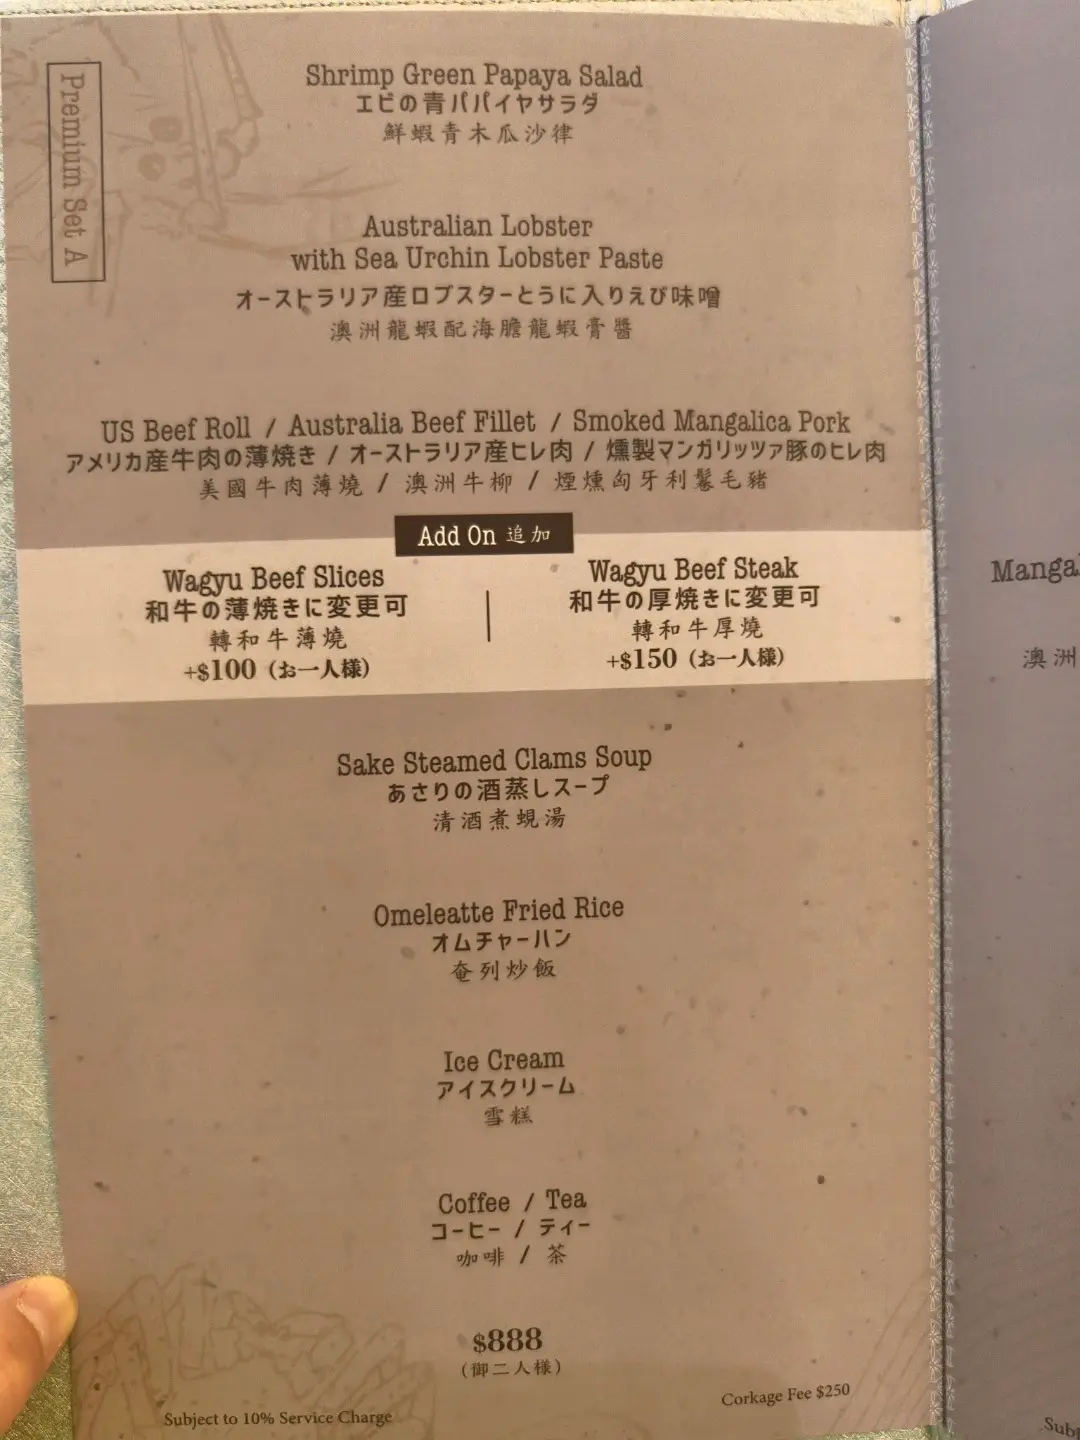 Premium Set A
Shrimp Green Papaya Salad
エビの青パパイヤサラダ
鮮蝦青木瓜沙律
Australian Lobster
with Sea Urchin Lobster Paste
オーストラリア産ロブスターとうに入りえび味噌
澳洲龍蝦配海膽龍蝦膏醬
US Beef Roll / Australia Beef Fillet / Smoked Mangalica Pork
アメリカ産牛肉の薄焼き / オーストラリア産ヒレ肉 / 燻製マンガリッツァ豚のヒレ肉
美國牛肉薄燒 / 澳洲牛柳 / 煙燻匈牙利鬈毛豬
Add On 追加
Wagyu Beef Slices
和牛の薄焼きに変更可
轉和牛薄燒
+$100 (お一人様)
Wagyu Beef Steak
和牛の厚焼きに変更可
轉和牛厚燒
+$150 (お一人様)
Sake Steamed Clams Soup
あさりの酒蒸しスープ
清酒煮蜆湯
Omeleatte Fried Rice
オムチャーハン
奄列炒飯
Ice Cream
アイスクリーム
雪糕
Coffee / Tea
コーヒー / ティー
咖啡 / 茶
$888
(御二人様)
Subject to 10% Service Charge
Corkage Fee $250
澳洲